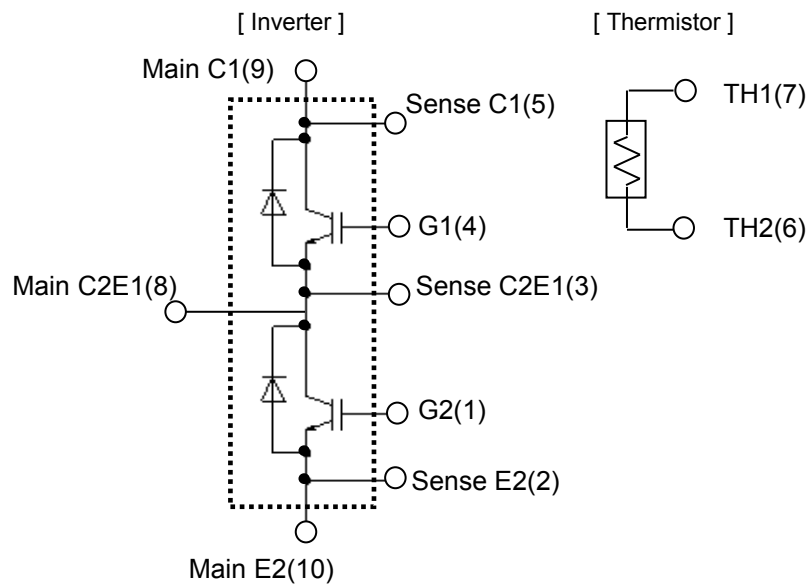 [ Inverter ]
[ Thermistor ]
Main C1(9)
Sense C1(5)
TH1(7)
G1(4)
TH2(6)
Main C2E1(8)
Sense C2E1(3)
G2(1)
Sense E2(2)
Main E2(10)